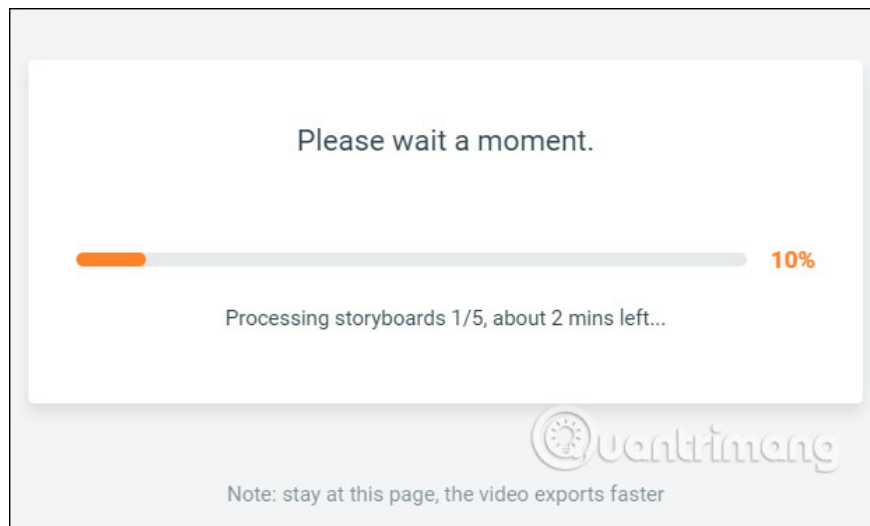 Please wait a moment.
10%
Processing storyboards 1/5, about 2 mins left...
Quantrimang
Note: stay at this page, the video exports faster